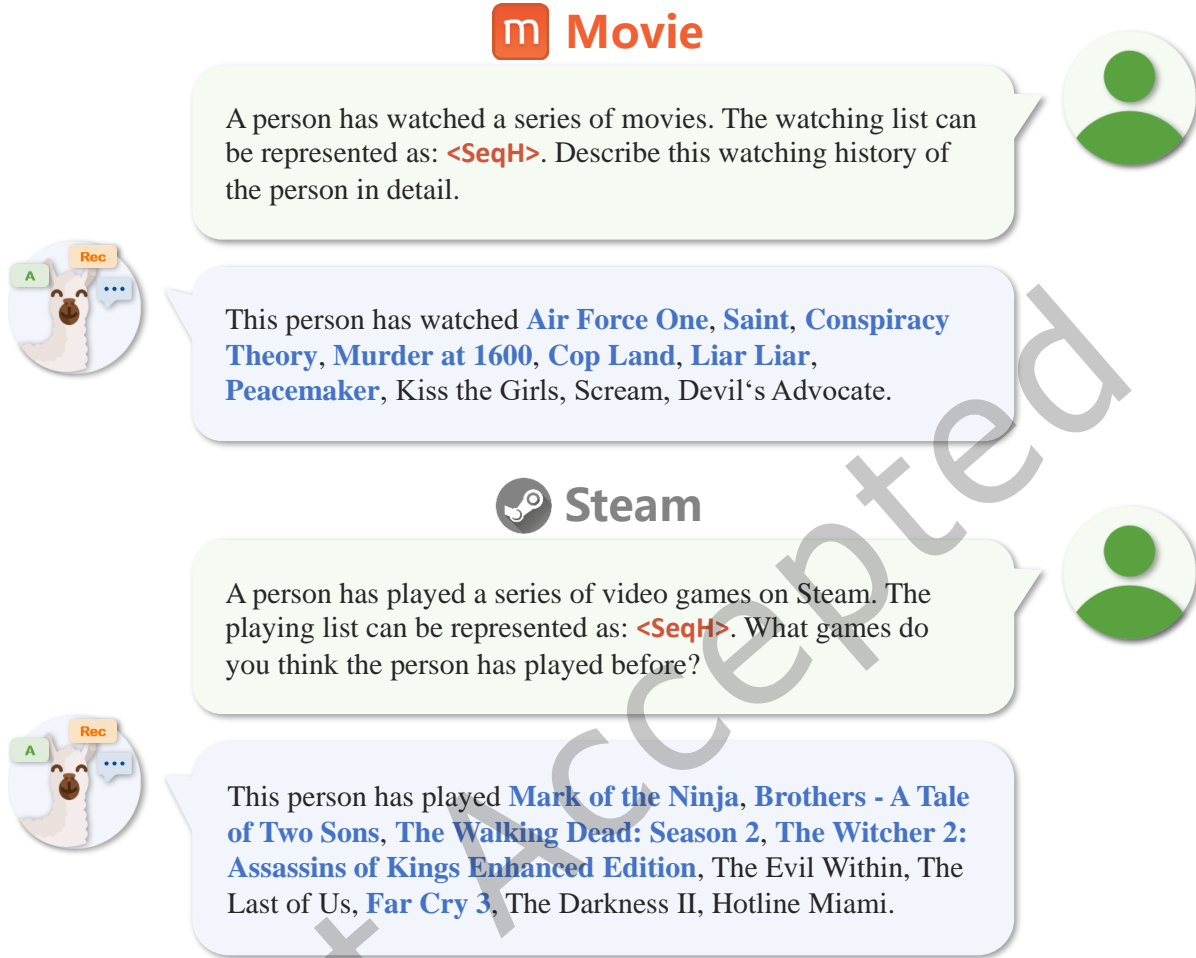 m Movie
A person has watched a series of movies. The watching list can
be represented as: <SeqH>. Describe this watching history of
the person in detail.
A
Rec
This person has watched Air Force One, Saint, Conspiracy
Theory, Murder at 1600, Cop Land, Liar Liar,
Peacemaker, Kiss the Girls, Scream, Devil‘s Advocate.
Steam
A person has played a series of video games on Steam. The
playing list can be represented as: <SeqH>. What games do
you think the person has played before?
A
Rec
This person has played Mark of the Ninja, Brothers - A Tale
of Two Sons, The Walking Dead: Season 2, The Witcher 2:
Assassins of Kings Enhanced Edition, The Evil Within, The
Last of Us, Far Cry 3, The Darkness II, Hotline Miami.
Accepted